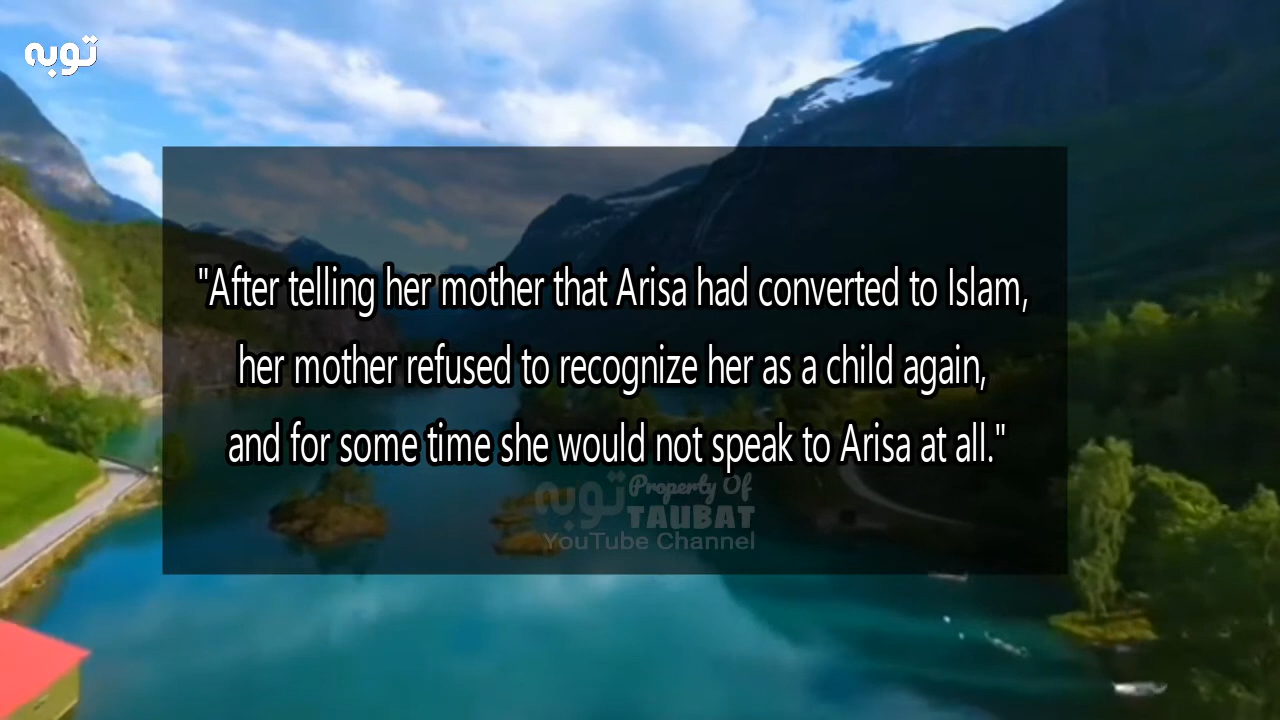 توبه
"After telling her mother that Arisa had converted to Islam,
her mother refused to recognize her as a child again,
and for some time she would not speak to Arisa at all."
توبه Property Of
TAUBAT
YouTube Channel